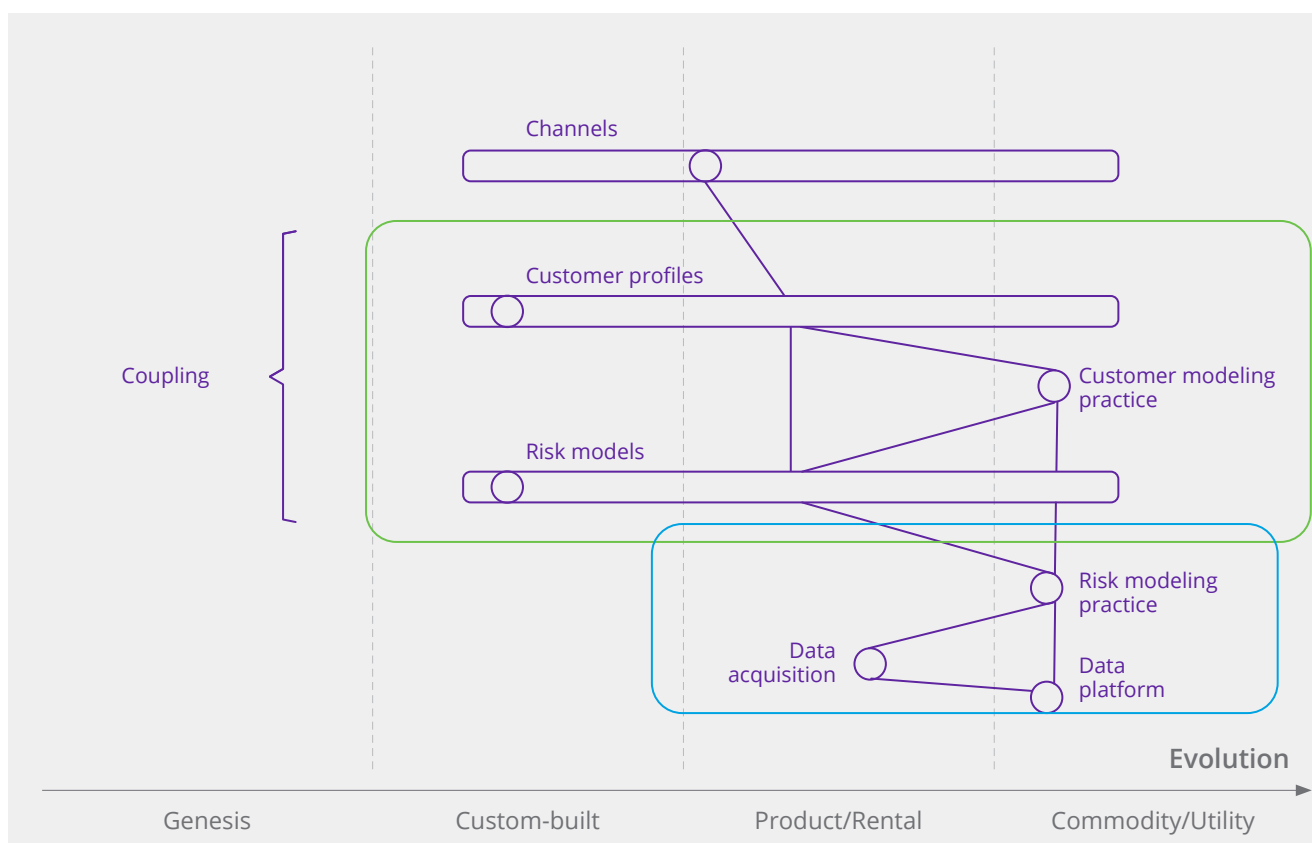 Channels
Customer profiles
Coupling
Customer modeling
practice
Risk models
Risk modeling
practice
Data
acquisition
Data
platform
Evolution
Genesis
Custom-built
Product/Rental
Commodity/Utility